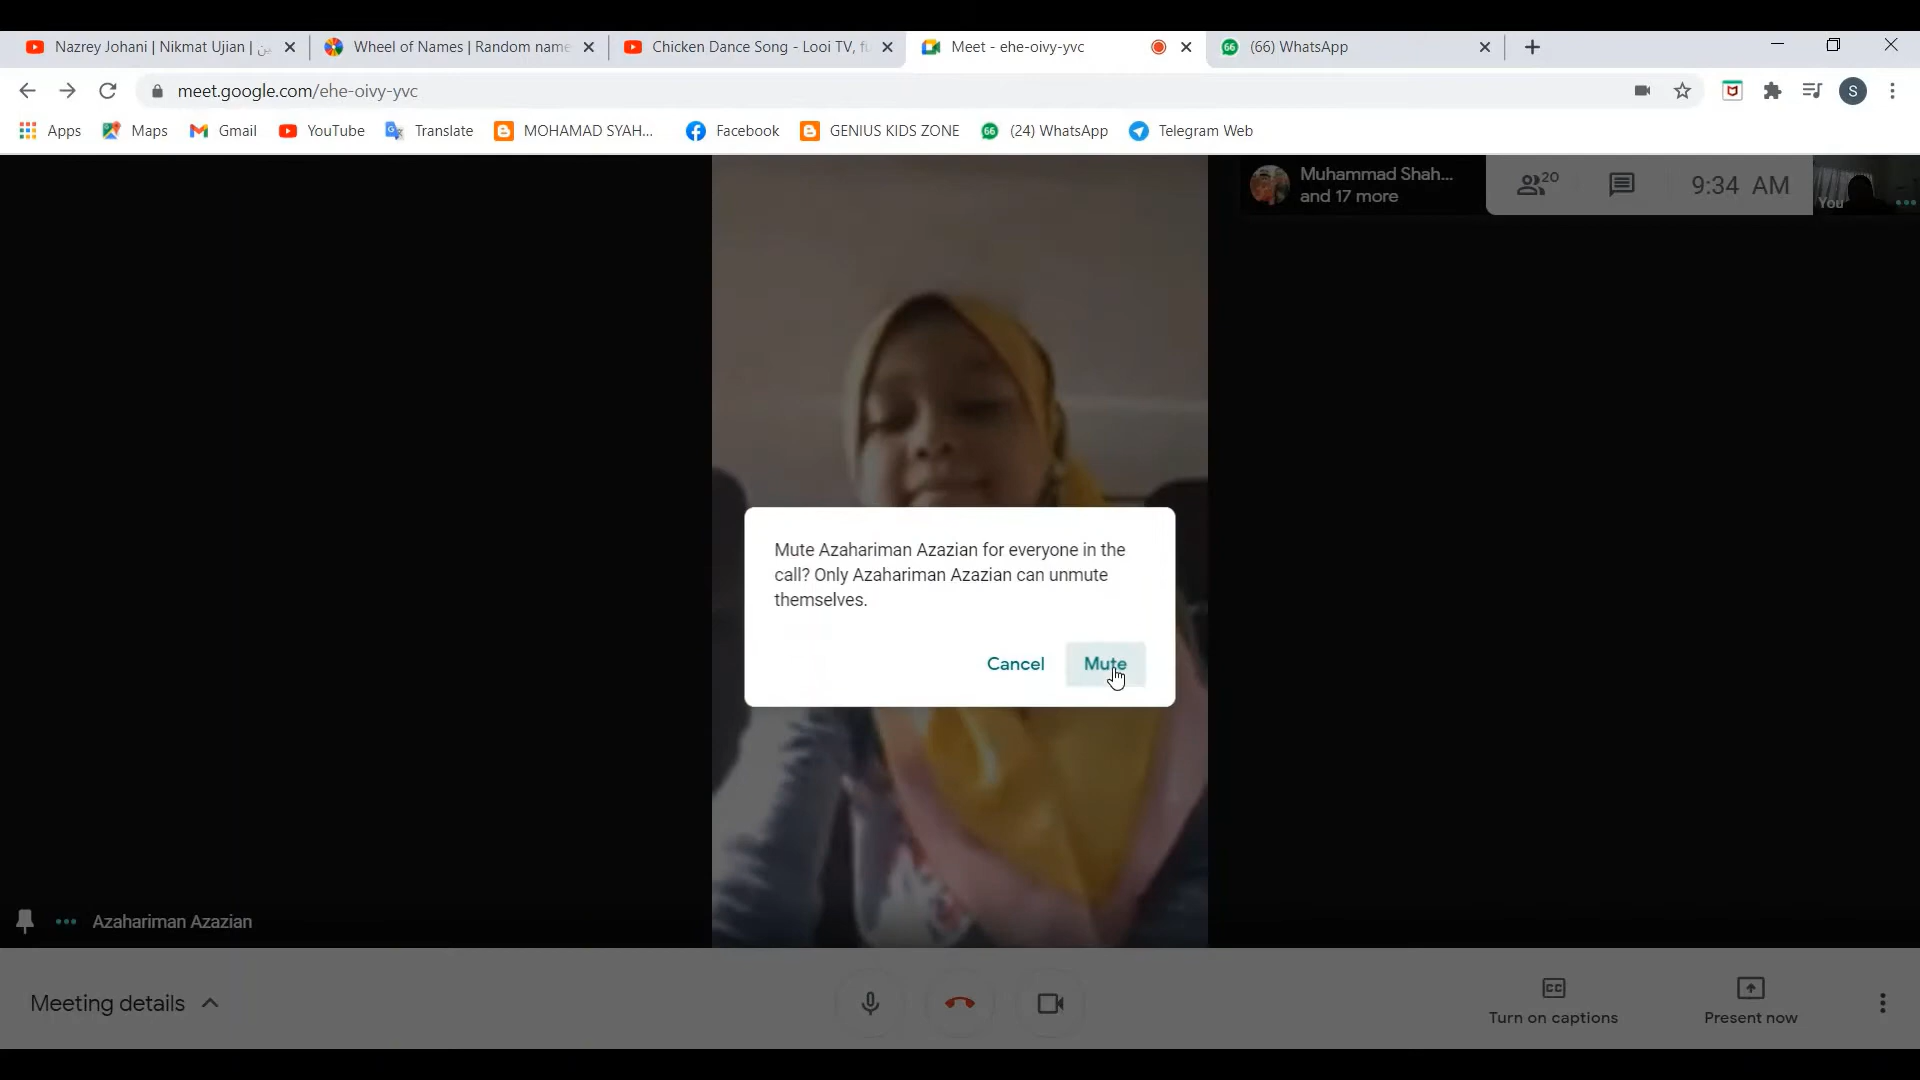 Nazrey Johani | Nikmat Ujian |
Wheel of Names | Random name
Chicken Dance Song - Looi TV, fu
Meet - ehe-oivy-yvc
(66) WhatsApp
meet.google.com/ehe-oivy-yvc
S
Apps
Maps
Gmail
YouTube
Translate
MOHAMAD SYAH...
Facebook
GENIUS KIDS ZONE
66
(24) WhatsApp
Telegram Web
Muhammad Shah...
and 17 more
20
9:34 AM
You
Mute Azahariman Azazian for everyone in the
call? Only Azahariman Azazian can unmute
themselves.
Cancel
Mute
Azahariman Azazian
Meeting details
CC
Turn on captions
Present now